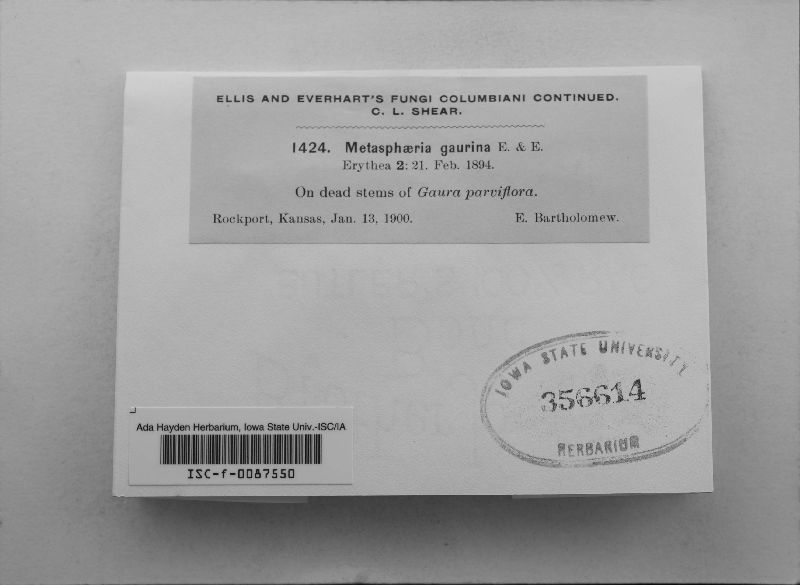 ELLIS AND EVERHART'S FUNGI COLUMBIANI CONTINUED.
C. L. SHEAR.
1424. Metasphæria gaurina E. & E.
Erythea 2: 21. Feb. 1894.
On dead stems of Gaura parviflora.
Rockport, Kansas, Jan. 13, 1900. E. Bartholomew.
IOWA STATE UNIVERSITY
356614
HERBARIUM
Ada Hayden Herbarium, Iowa State Univ.-ISC/IA
ISC-f-0087550